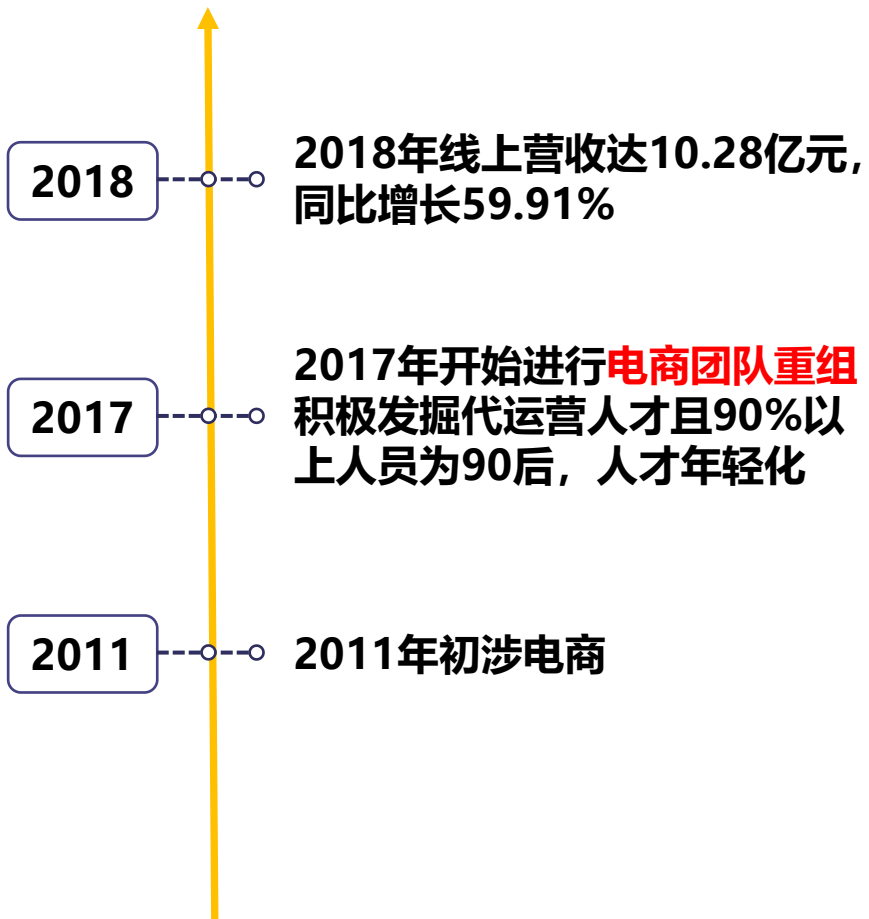 2018
2018年线上营收达10.28亿元，
同比增长59.91%
2017
2017年开始进行电商团队重组
积极发掘代运营人才且90%以
上人员为90后，人才年轻化
2011
2011年初涉电商